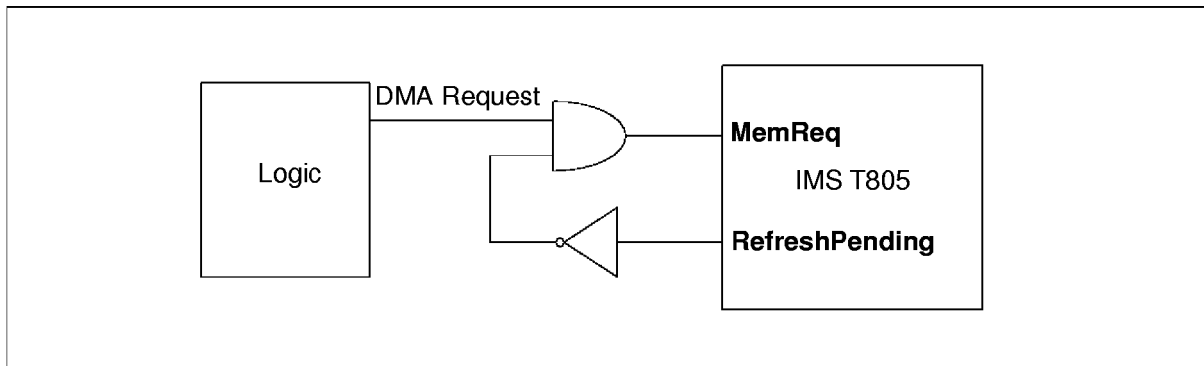 DMA Request
Logic
MemReq
IMS T805
RefreshPending